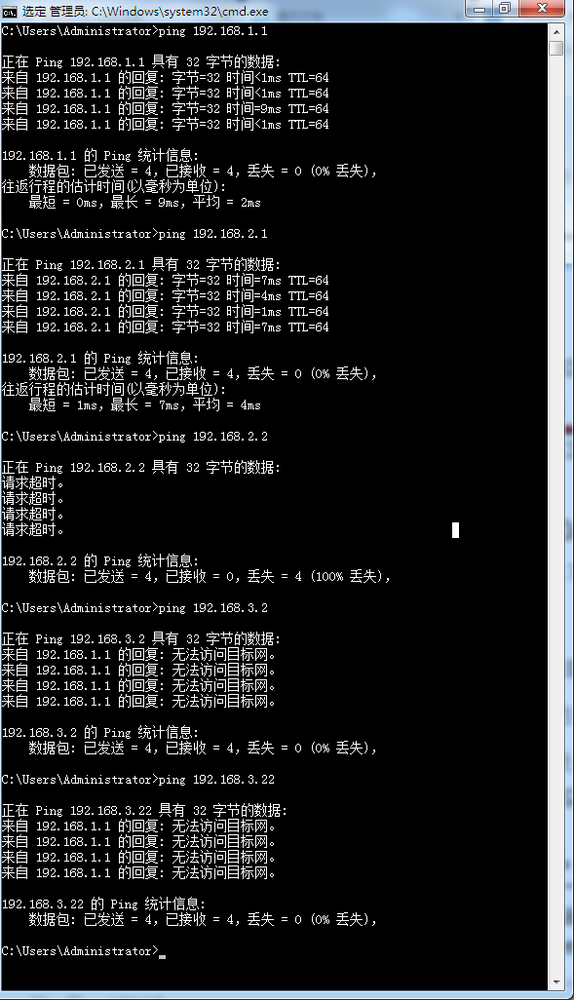 选定 管理员: C:\Windows\system32\cmd.exe
C:\Users\Administrator>ping 192.168.1.1
正在 Ping 192.168.1.1 具有 32 字节的数据:
来自 192.168.1.1 的回复: 字节=32 时间<1ms TTL=64
来自 192.168.1.1 的回复: 字节=32 时间<1ms TTL=64
来自 192.168.1.1 的回复: 字节=32 时间=9ms TTL=64
来自 192.168.1.1 的回复: 字节=32 时间<1ms TTL=64
192.168.1.1 的 Ping 统计信息:
数据包: 已发送 = 4，已接收 = 4，丢失 = 0 (0% 丢失)，
往返行程的估计时间(以毫秒为单位):
最短 = 0ms，最长 = 9ms，平均 = 2ms
C:\Users\Administrator>ping 192.168.2.1
正在 Ping 192.168.2.1 具有 32 字节的数据:
来自 192.168.2.1 的回复: 字节=32 时间=7ms TTL=64
来自 192.168.2.1 的回复: 字节=32 时间=4ms TTL=64
来自 192.168.2.1 的回复: 字节=32 时间=1ms TTL=64
来自 192.168.2.1 的回复: 字节=32 时间=7ms TTL=64
192.168.2.1 的 Ping 统计信息:
数据包: 已发送 = 4，已接收 = 4，丢失 = 0 (0% 丢失)，
往返行程的估计时间(以毫秒为单位):
最短 = 1ms，最长 = 7ms，平均 = 4ms
C:\Users\Administrator>ping 192.168.2.2
正在 Ping 192.168.2.2 具有 32 字节的数据:
请求超时。
请求超时。
请求超时。
请求超时。
192.168.2.2 的 Ping 统计信息:
数据包: 已发送 = 4，已接收 = 0，丢失 = 4 (100% 丢失)，
C:\Users\Administrator>ping 192.168.3.2
正在 Ping 192.168.3.2 具有 32 字节的数据:
来自 192.168.1.1 的回复: 无法访问目标网。
来自 192.168.1.1 的回复: 无法访问目标网。
来自 192.168.1.1 的回复: 无法访问目标网。
来自 192.168.1.1 的回复: 无法访问目标网。
192.168.3.2 的 Ping 统计信息:
数据包: 已发送 = 4，已接收 = 4，丢失 = 0 (0% 丢失)，
C:\Users\Administrator>ping 192.168.3.22
正在 Ping 192.168.3.22 具有 32 字节的数据:
来自 192.168.1.1 的回复: 无法访问目标网。
来自 192.168.1.1 的回复: 无法访问目标网。
来自 192.168.1.1 的回复: 无法访问目标网。
来自 192.168.1.1 的回复: 无法访问目标网。
192.168.3.22 的 Ping 统计信息:
数据包: 已发送 = 4，已接收 = 4，丢失 = 0 (0% 丢失)，
C:\Users\Administrator>